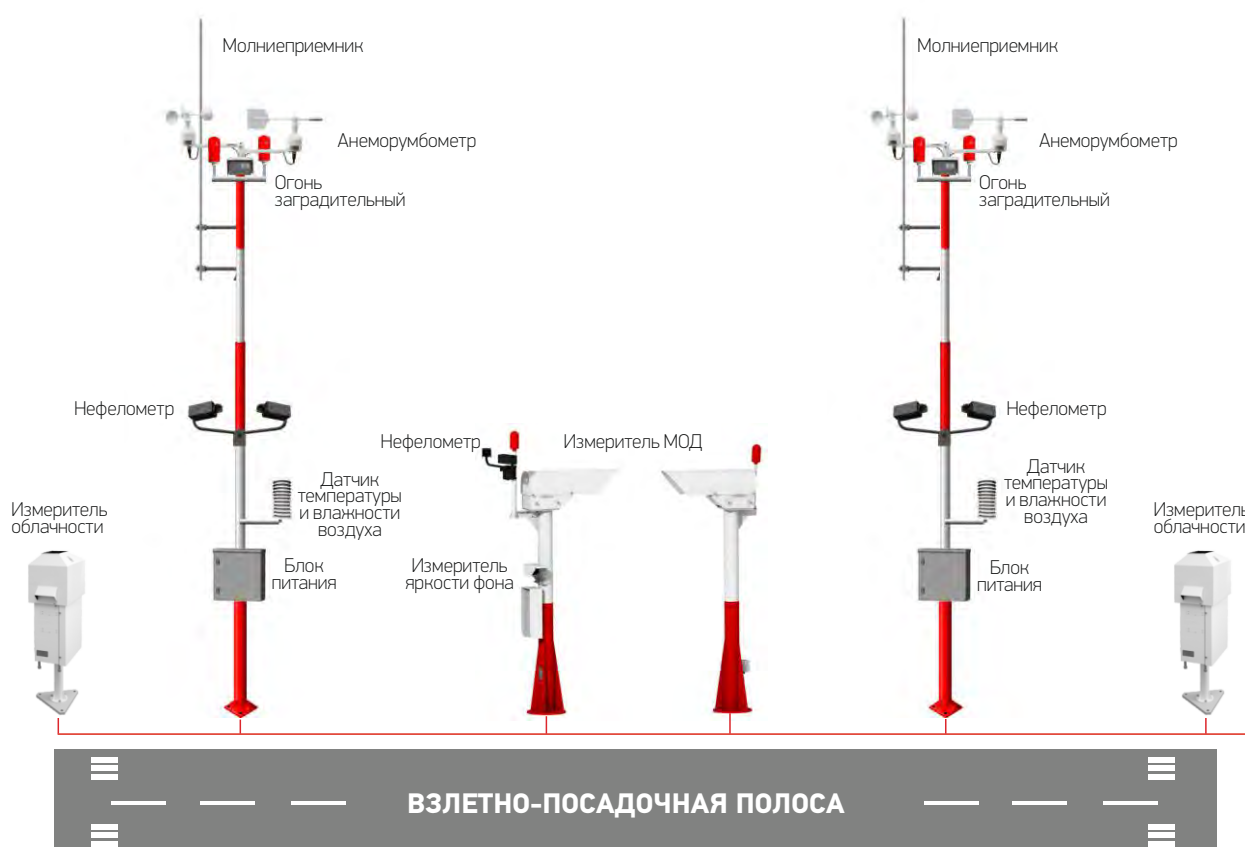 Молниеприемник
Молниеприемник
Анеморумбометр
Анеморумбометр
Огонь
заградительный
Огонь
заградительный
Нефелометр
Нефелометр
Нефелометр
Измеритель МОД
Датчик
температуры
и влажности
воздуха
Датчик
температуры
и влажности
воздуха
Измеритель
облачности
Измеритель
облачности
Блок
питания
Измеритель
яркости фона
Блок
питания
ВЗЛЕТНО-ПОСАДОЧНАЯ ПОЛОСА